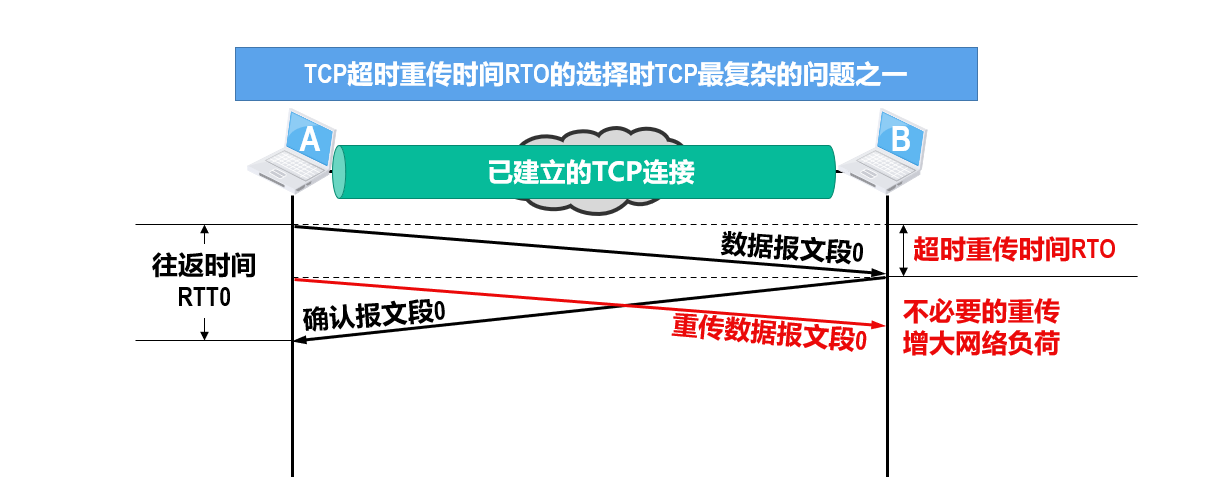 TCP超时重传时间RTO的选择时TCP最复杂的问题之一
A
B
已建立的TCP连接
数据报文段0
超时重传时间RTO
往返时间
RTT0
确认报文段0
重传数据报文段0
不必要的重传
增大网络负荷